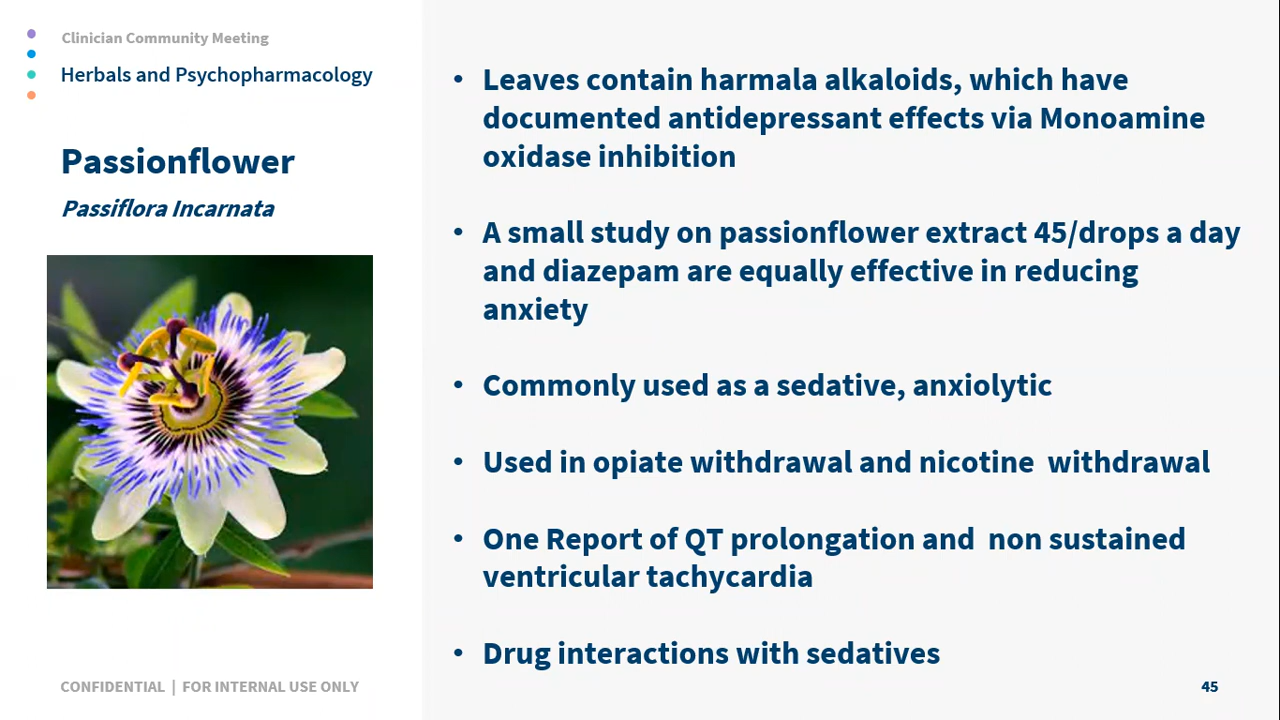 Clinician Community Meeting
Herbals and Psychopharmacology
Passionflower
Passiflora Incarnata
• Leaves contain harmala alkaloids, which have
documented antidepressant effects via Monoamine
oxidase inhibition
• A small study on passionflower extract 45/drops a day
and diazepam are equally effective in reducing
anxiety
• Commonly used as a sedative, anxiolytic
• Used in opiate withdrawal and nicotine  withdrawal
• One Report of QT prolongation and  non sustained
ventricular tachycardia
• Drug interactions with sedatives
CONFIDENTIAL | FOR INTERNAL USE ONLY
45